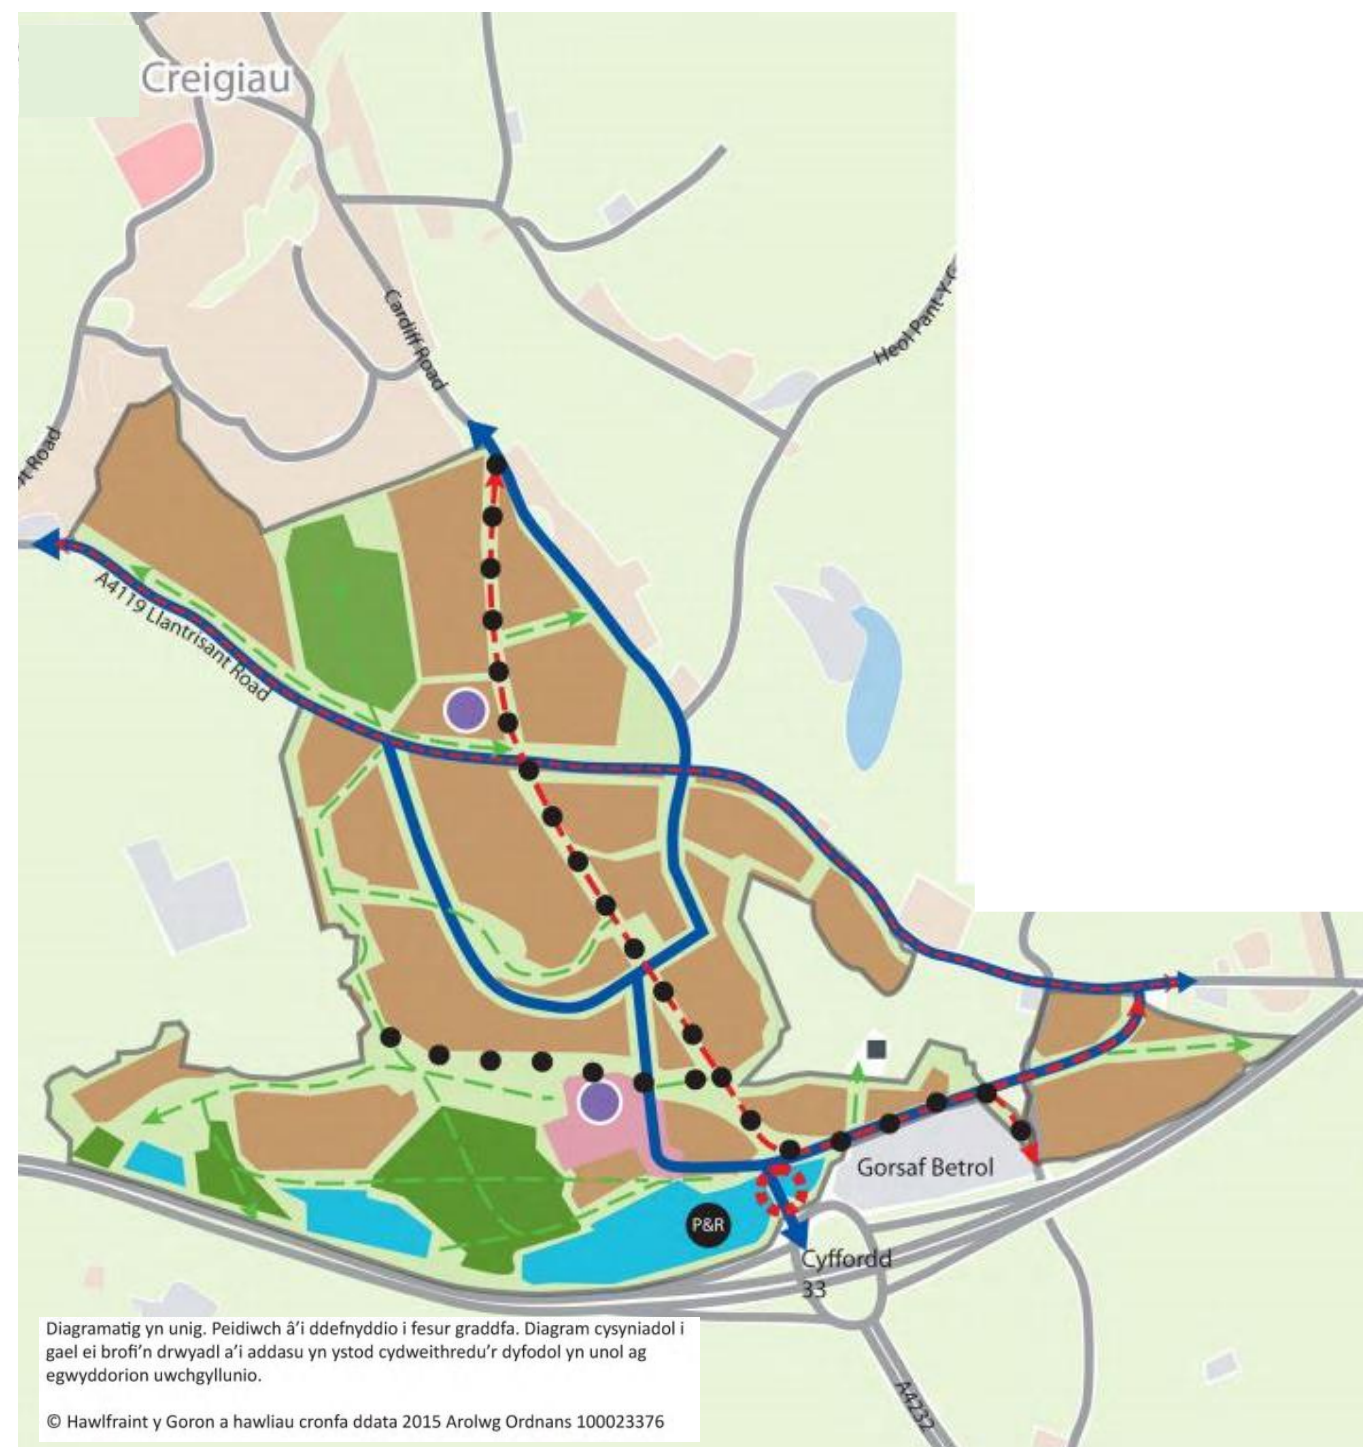 Creigiau
Cardiff Road
Heol Pant-Y-G
Road
A4119 Llantrisant Road
Gorsaf Betrol
P&R
Cyffordd
33
A4232
Diagramatig yn unig. Peidiwch â'i ddefnyddio i fesur graddfa. Diagram cysyniadol i
gael ei brofi'n drwyadl a'i addasu yn ystod cydweithredu'r dyfodol yn unol ag
egwyddorion uwchgyllunio.
© Hawlfraint y Goron a hawliau cronfa ddata 2015 Arolwg Ordnans 100023376